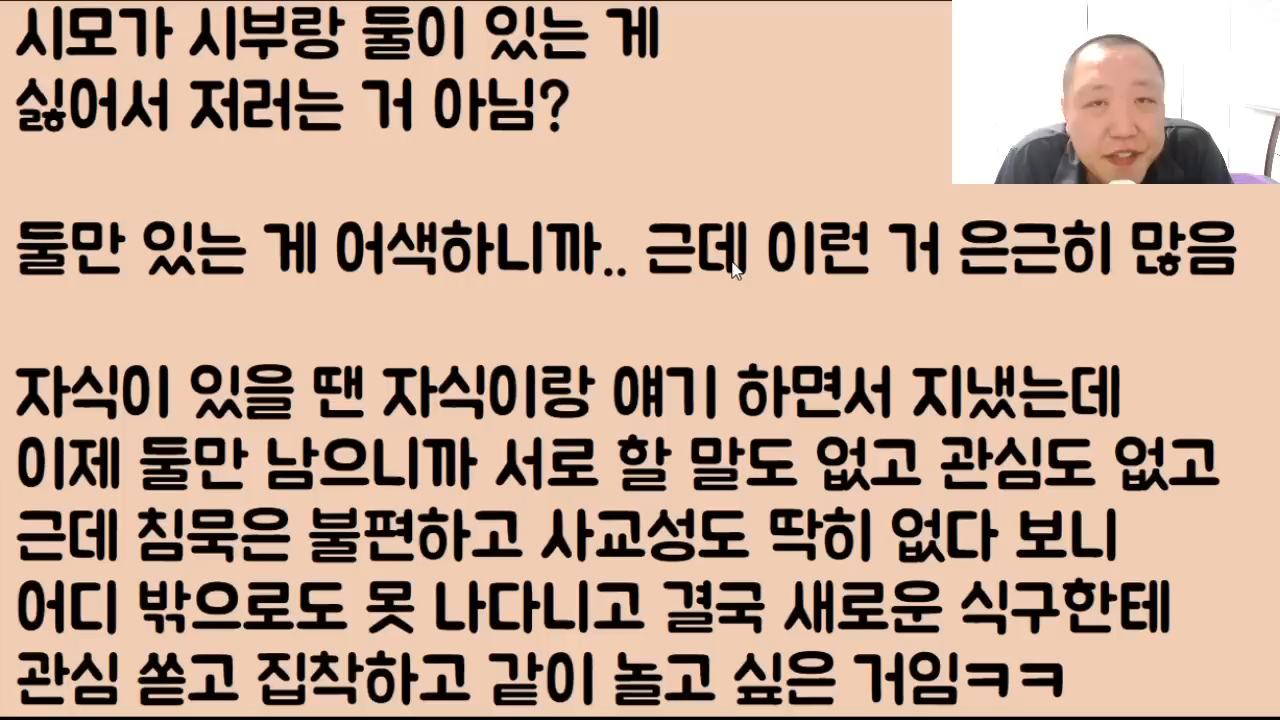 시모가 시부랑 둘이 있는 게
싫어서 저러는 거 아님?
둘만 있는 게 어색하니까.. 근데 이런 거 은근히 많음
자식이 있을 땐 자식이랑 얘기 하면서 지냈는데
이제 둘만 남으니까 서로 할 말도 없고 관심도 없고
근데 침묵은 불편하고 사교성도 딱히 없다 보니
어디 밖으로도 못 나다니고 결국 새로운 식구한테
관심 쏟고 집착하고 같이 놀고 싶은 거임ㅋㅋ